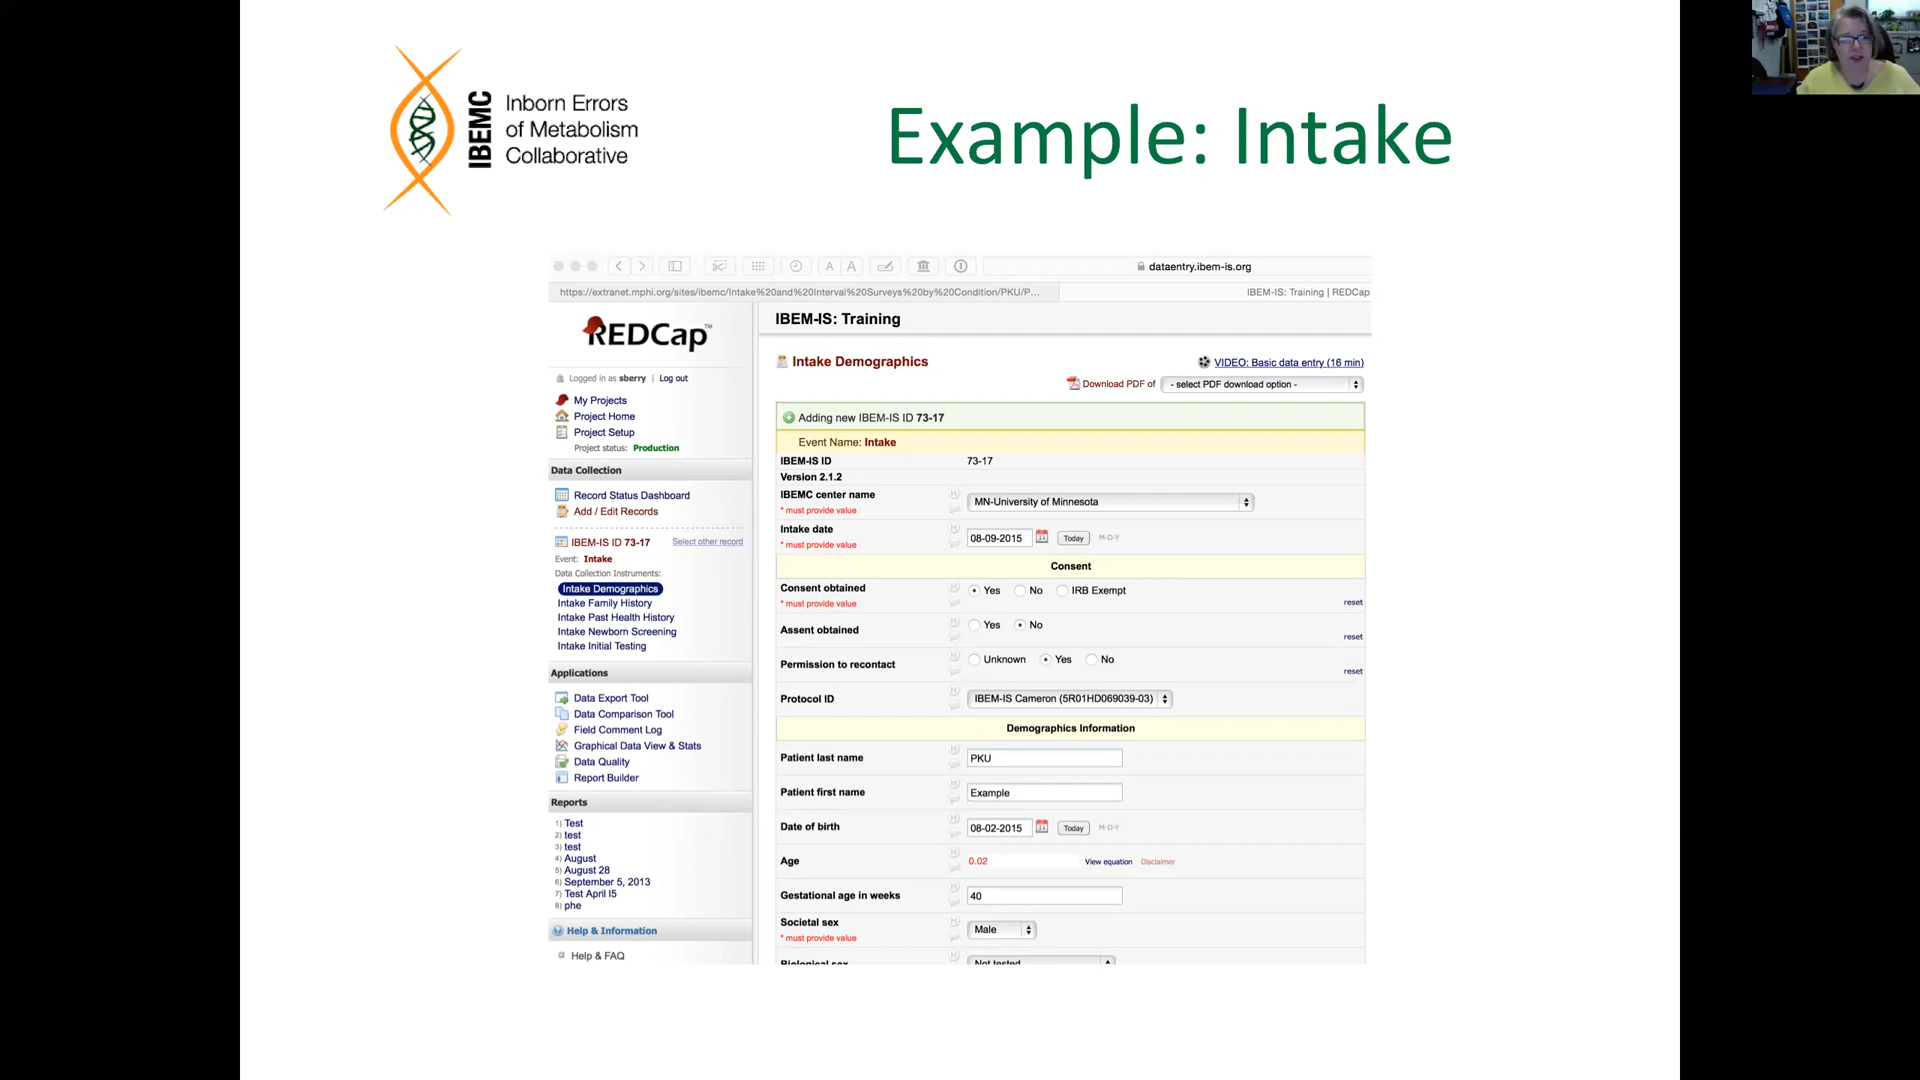 IBEMC
Inborn Errors
of Metabolism
Collaborative
Example: Intake
A A
dataentry.ibem-is.org
https://extranet.mphi.org/sites/ibemc/Intake%20and%20Interval%20Surveys%20by%20Condition/PKU/P...
IBEM-IS: Training | REDCap
REDCap™
Logged in as sberry | Log out
My Projects
Project Home
Project Setup
Project status: Production
Data Collection
Record Status Dashboard
Add / Edit Records
IBEM-IS ID 73-17 Select other record
Event: Intake
Data Collection Instruments:
Intake Demographics
Intake Family History
Intake Past Health History
Intake Newborn Screening
Intake Initial Testing
Applications
Data Export Tool
Data Comparison Tool
Field Comment Log
Graphical Data View & Stats
Data Quality
Report Builder
Reports
1) Test
2) test
3) test
4) August
5) August 28
6) September 5, 2013
7) Test April I5
8) phe
Help & Information
Help & FAQ
IBEM-IS: Training
Intake Demographics
VIDEO: Basic data entry (16 min)
Download PDF of - select PDF download option -
Adding new IBEM-IS ID 73-17
Event Name: Intake
IBEM-IS ID 73-17
Version 2.1.2
IBEMC center name
* must provide value
MN-University of Minnesota
Intake date
* must provide value
08-09-2015 Today M-D-Y
Consent
Consent obtained
* must provide value
Yes No IRB Exempt
reset
Assent obtained
Yes No
reset
Permission to recontact
Unknown Yes No
reset
Protocol ID IBEM-IS Cameron (5R01HD069039-03)
Demographics Information
Patient last name PKU
Patient first name Example
Date of birth 08-02-2015 Today M-D-Y
Age 0.02 View equation Disclaimer
Gestational age in weeks 40
Societal sex
* must provide value
Male
Biological sex Not tested